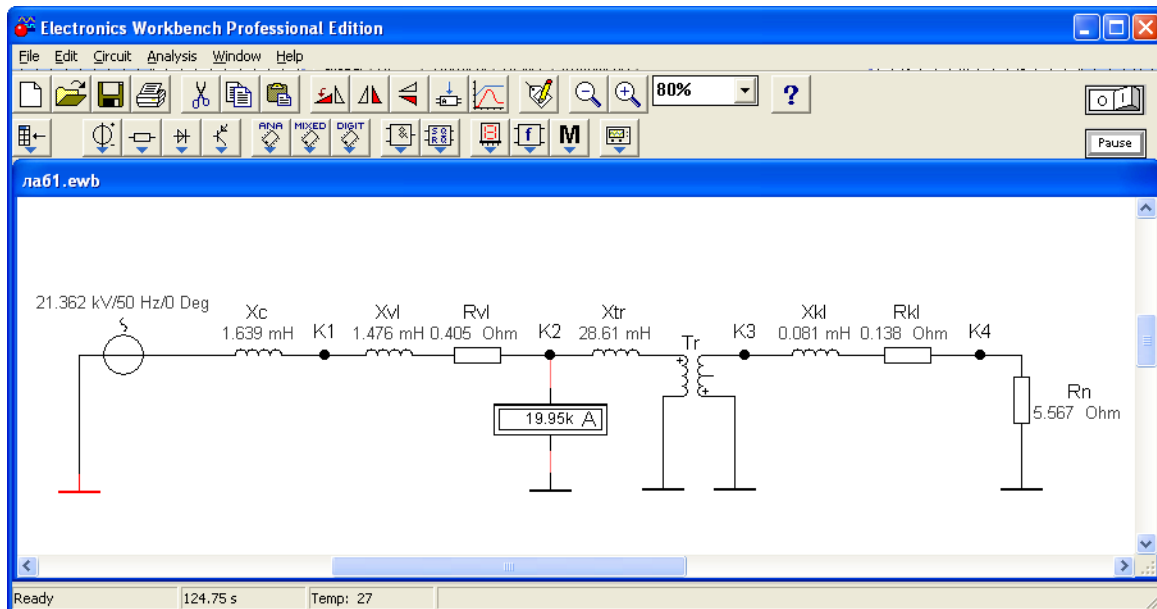 Electronics Workbench Professional Edition
File Edit Circuit Analysis Window Help
80% ?
ANA MIXED DIGIT & f M
Pause
лаб1.ewb
21.362 kV/50 Hz/0 Deg
Xc Xvl Rvl Xtr Xkl Rkl
1.639 mH K1 1.476 mH 0.405 Ohm K2 28.61 mH Tr K3 0.081 mH 0.138 Ohm K4
Rn
5.567 Ohm
19.95k A
Ready 124.75 s Temp: 27